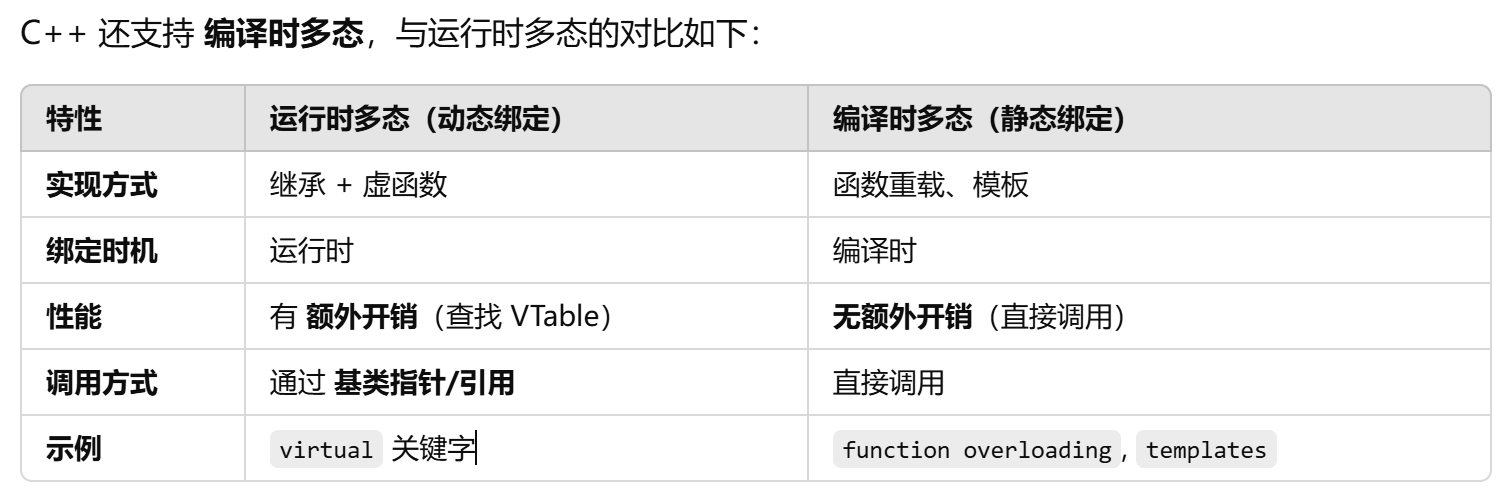 C++ 还支持 编译时多态，与运行时多态的对比如下：
特性 运行时多态（动态绑定） 编译时多态（静态绑定）
实现方式 继承 + 虚函数 函数重载、模板
绑定时机 运行时 编译时
性能 有 额外开销（查找 VTable） 无额外开销（直接调用）
调用方式 通过 基类指针/引用 直接调用
示例 virtual 关键字 function overloading, templates